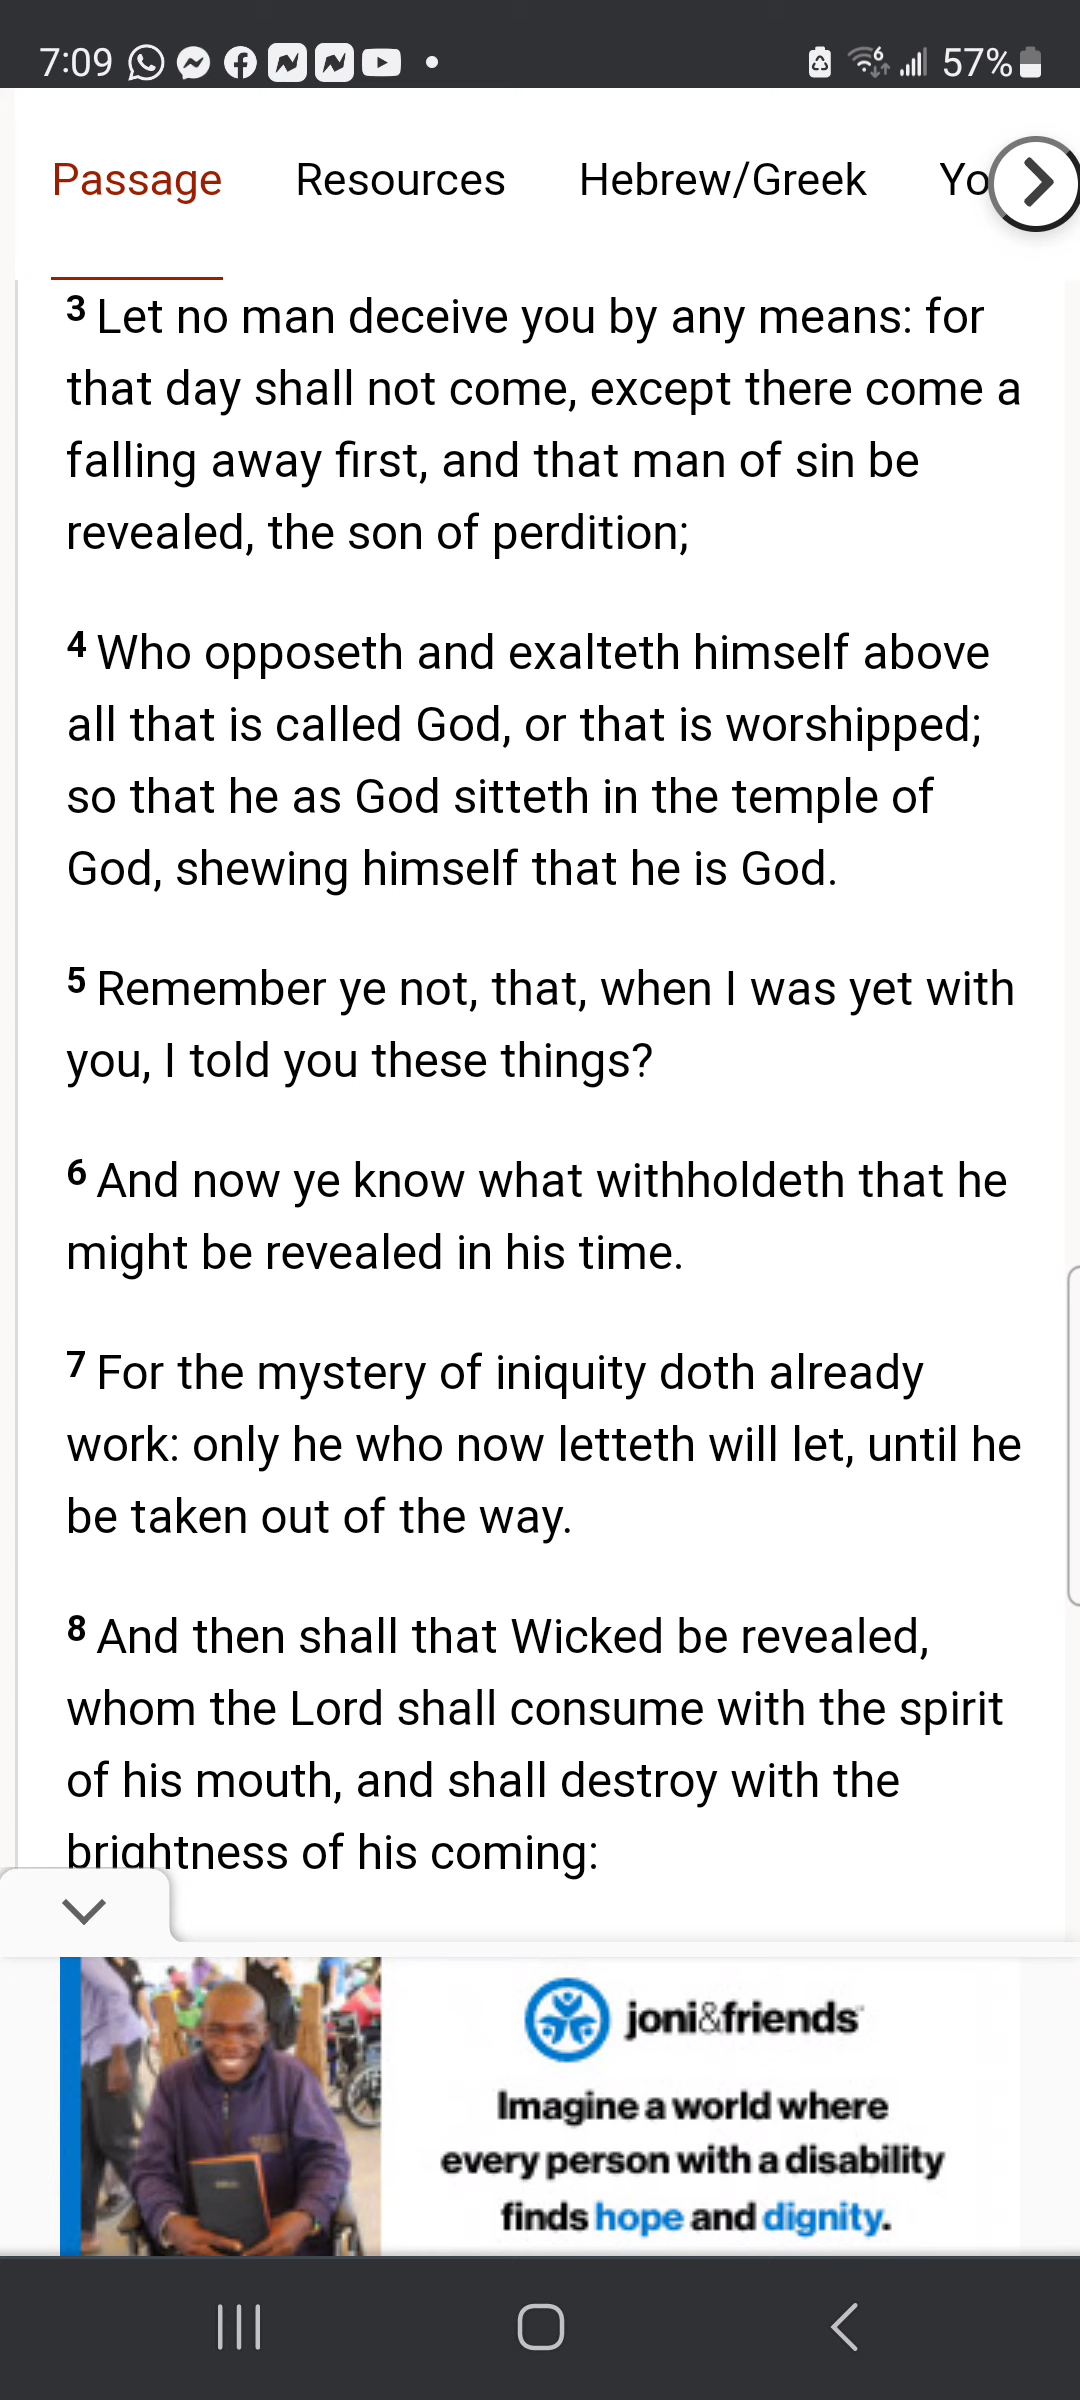 7:09
6
57%
Passage Resources Hebrew/Greek Yo
3 Let no man deceive you by any means: for
that day shall not come, except there come a
falling away first, and that man of sin be
revealed, the son of perdition;
4 Who opposeth and exalteth himself above
all that is called God, or that is worshipped;
so that he as God sitteth in the temple of
God, shewing himself that he is God.
5 Remember ye not, that, when I was yet with
you, I told you these things?
6 And now ye know what withholdeth that he
might be revealed in his time.
7 For the mystery of iniquity doth already
work: only he who now letteth will let, until he
be taken out of the way.
8 And then shall that Wicked be revealed,
whom the Lord shall consume with the spirit
of his mouth, and shall destroy with the
brightness of his coming:
joni&friends
Imagine a world where
every person with a disability
finds hope and dignity.